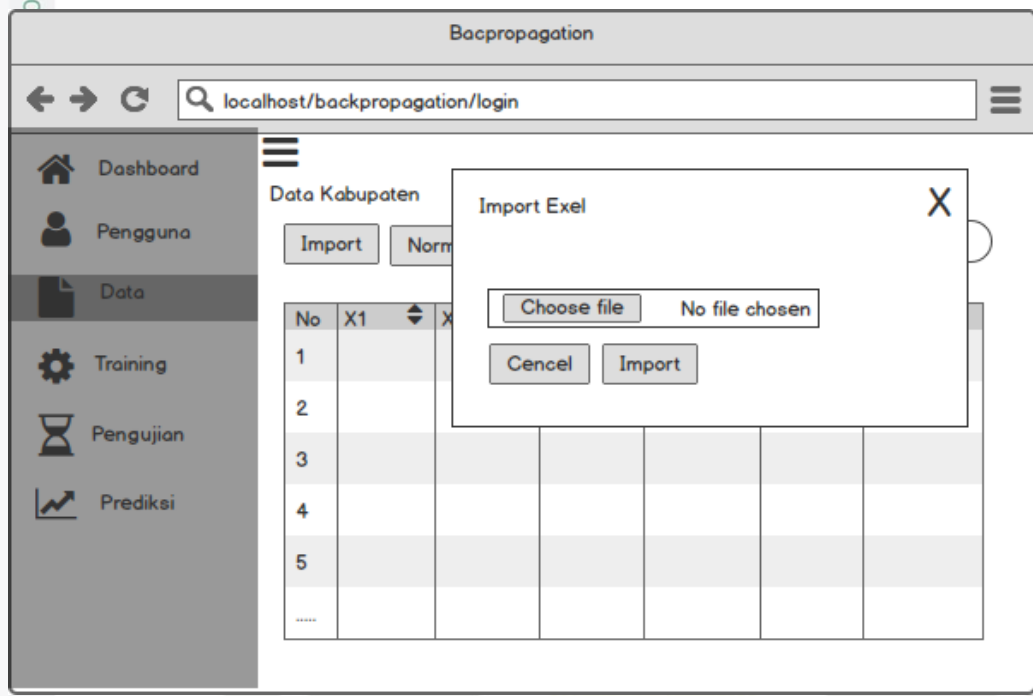 Bacpropagation
localhost/backpropagation/login
Dashboard
Pengguna
Data
Training
Pengujian
Prediksi
Data Kabupaten
Import
Import Exel
X
Choose file No file chosen
Cencel Import
No X1 X
1
2
3
4
5
......